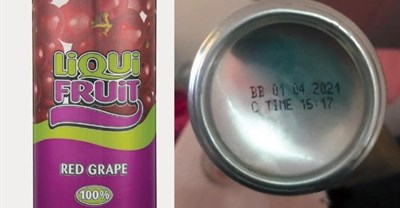 LiQUi
FRUiT
RED GRAPE
100%
BB 01 04 2021
C TIME 15:17